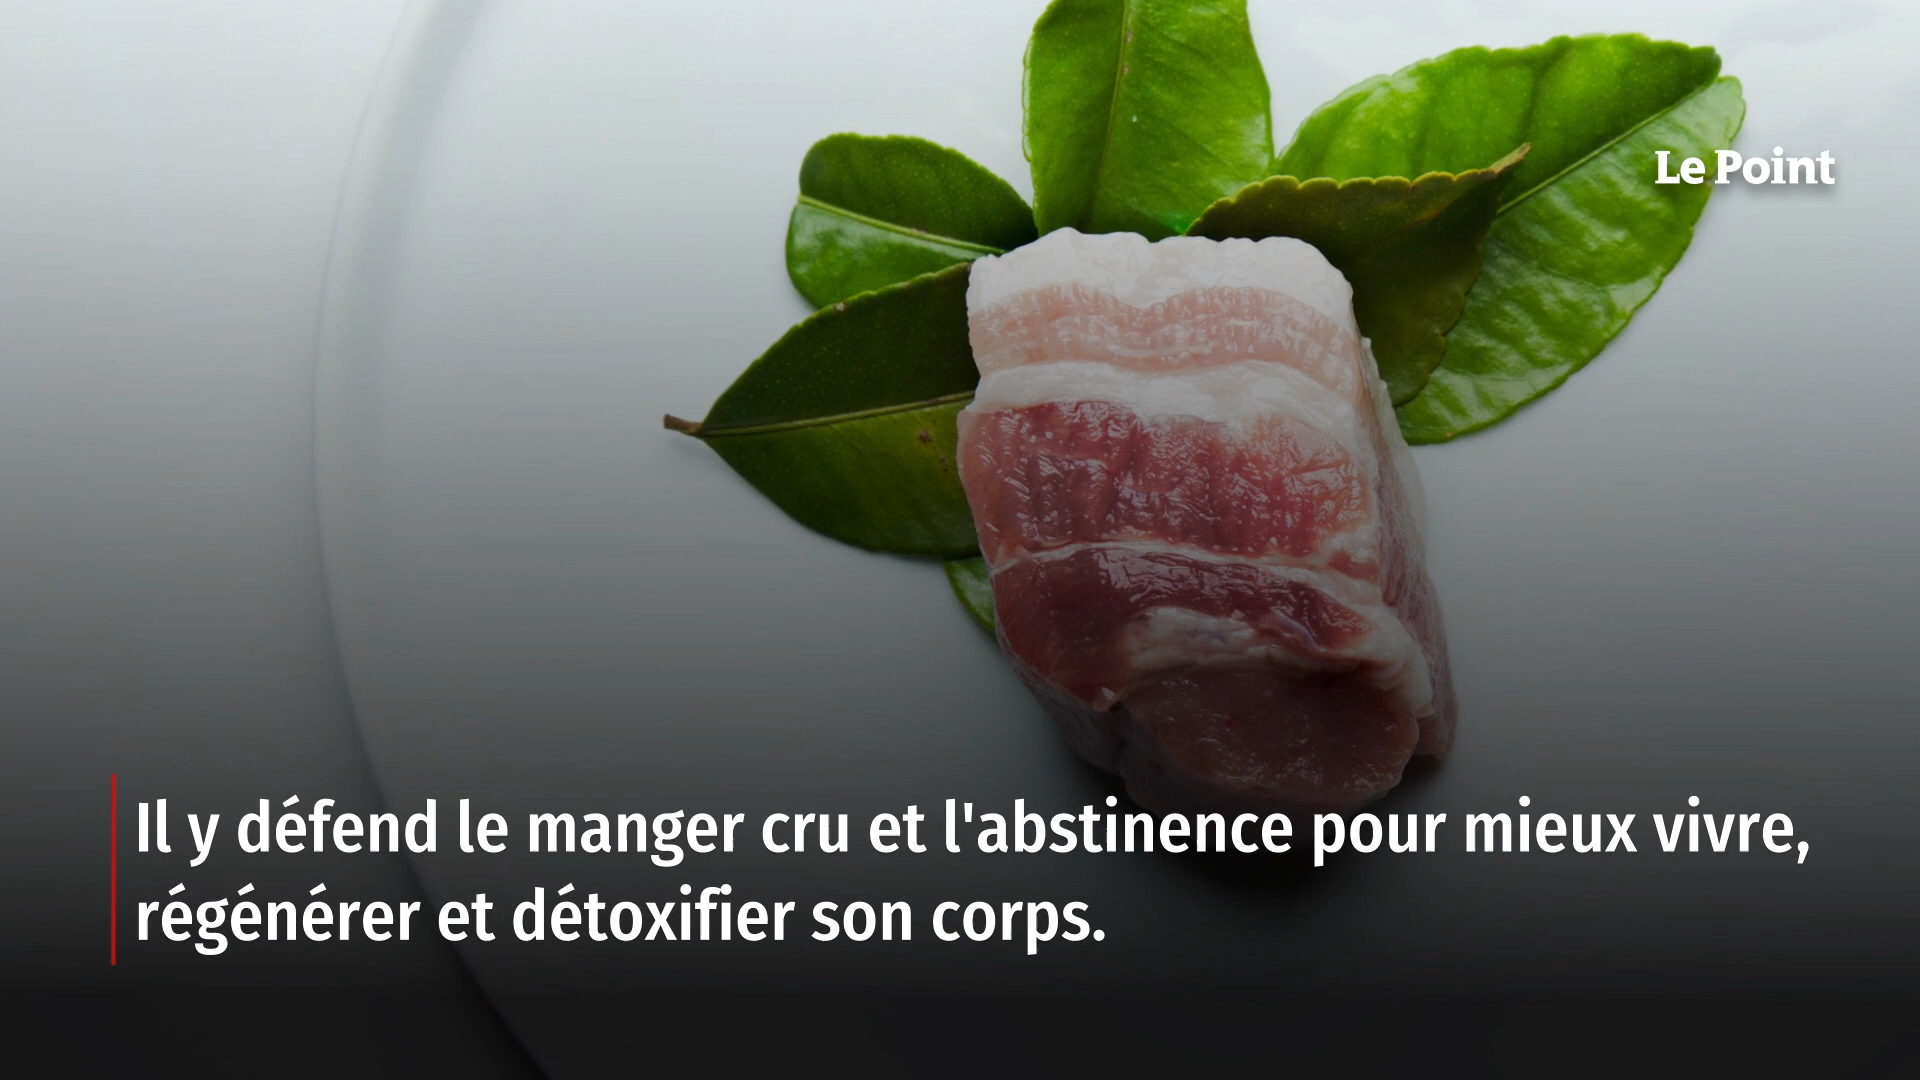 Le Point
Il y défend le manger cru et l'abstinence pour mieux vivre,
régénérer et détoxifier son corps.